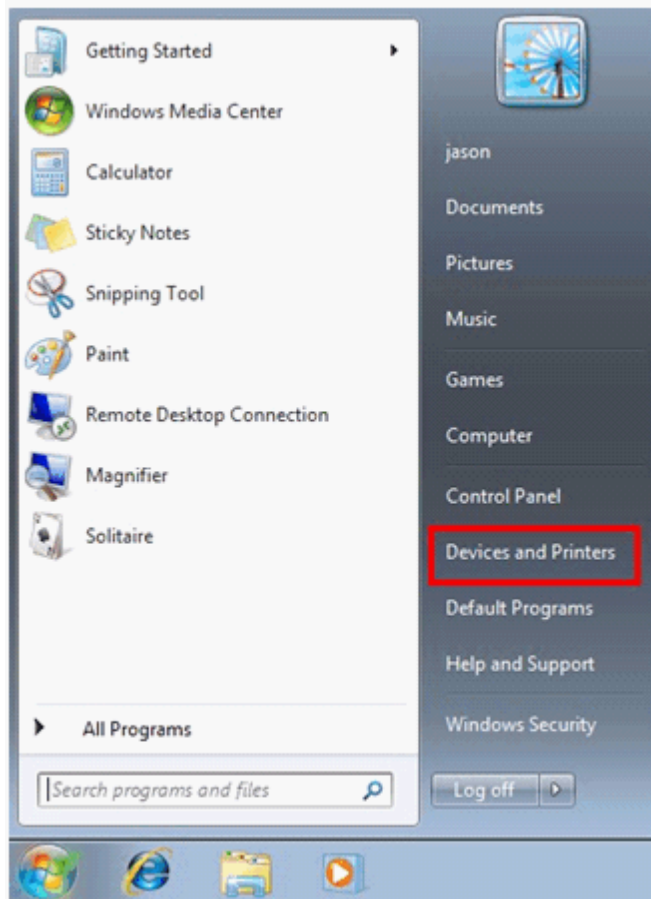 Getting Started
Windows Media Center
Calculator
Sticky Notes
Snipping Tool
Paint
Remote Desktop Connection
Magnifier
Solitaire
All Programs
Search programs and files
jason
Documents
Pictures
Music
Games
Computer
Control Panel
Devices and Printers
Default Programs
Help and Support
Windows Security
Log off